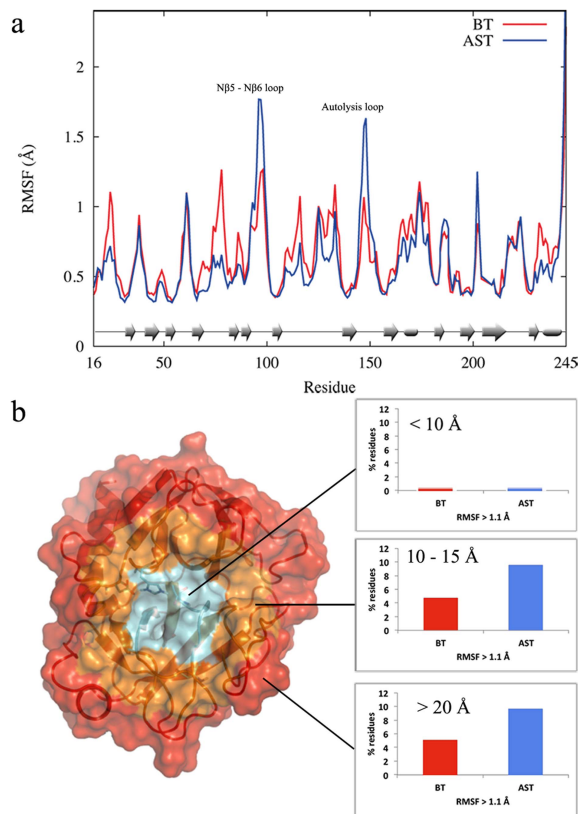 a
BT
AST
2
1.5
1
0.5
0
RMSF (Å)
Nβ5 - Nβ6 loop
Autolysis loop
16 50 100 150 200 245
Residue
b
< 10 Å
% residues
12
10
8
6
4
2
0
BT AST
RMSF > 1.1 Å
10 - 15 Å
% residues
12
10
8
6
4
2
0
BT AST
RMSF > 1.1 Å
> 20 Å
% residues
12
10
8
6
4
2
0
BT AST
RMSF > 1.1 Å